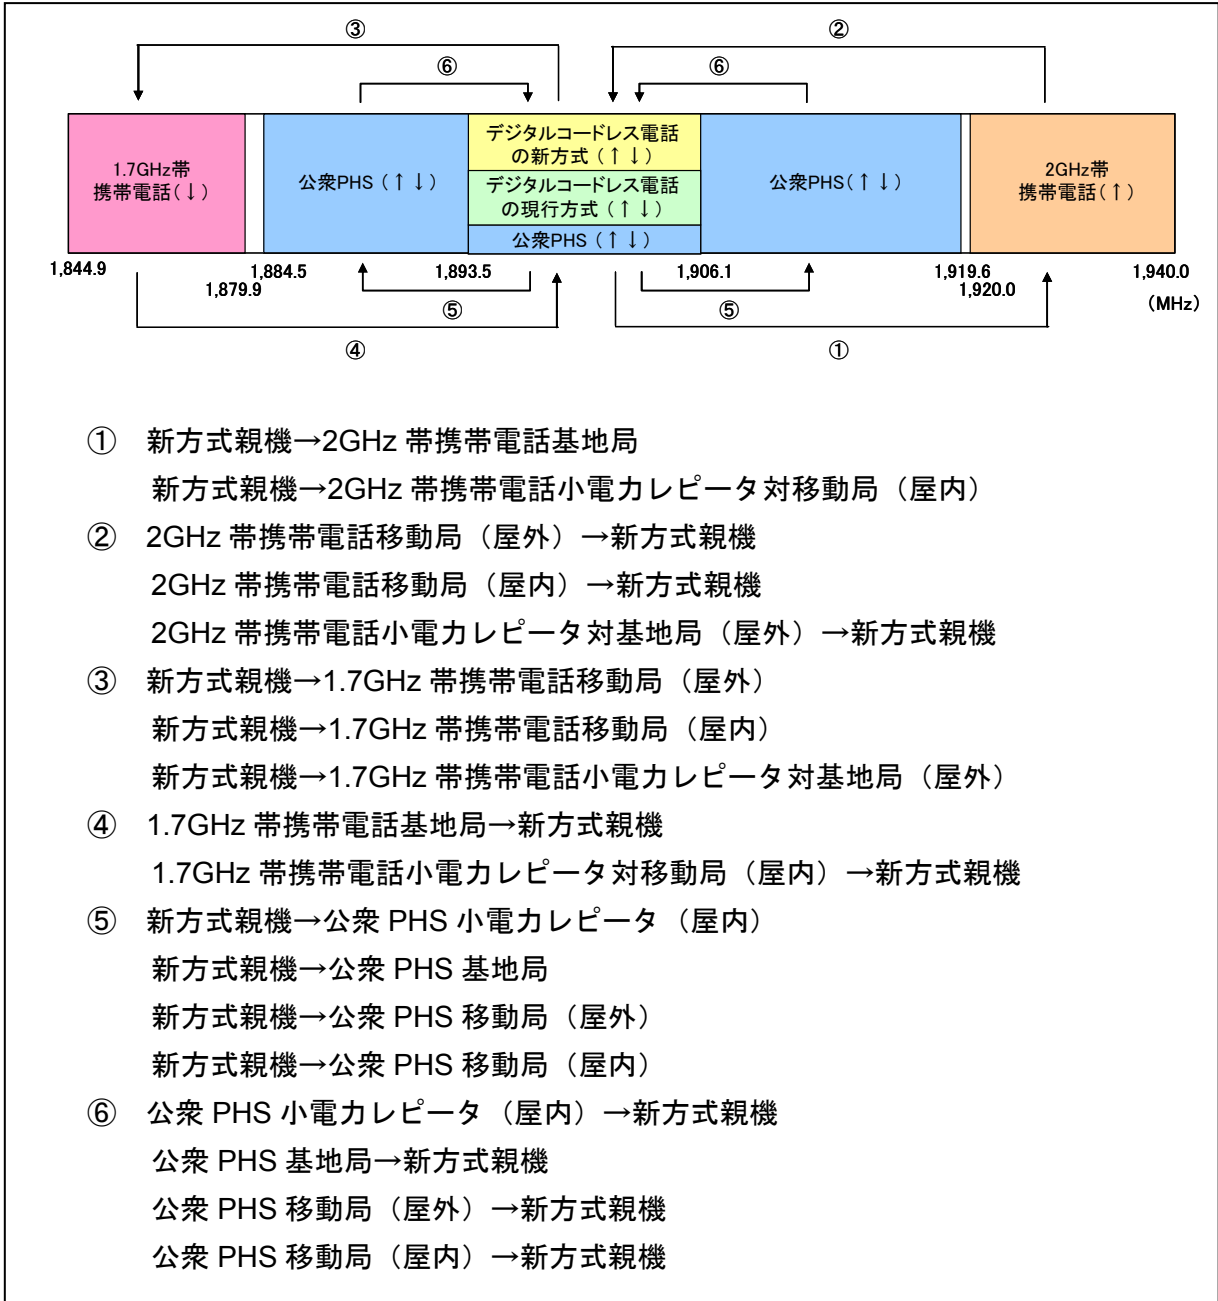 ③
②
⑥
⑥
1.7GHz帯
携帯電話(↓)
公衆PHS（↑↓）
デジタルコードレス電話
の新方式（↑↓）
デジタルコードレス電話
の現行方式（↑↓）
公衆PHS（↑↓）
公衆PHS(↑↓)
2GHz帯
携帯電話(↑)
1,844.9
1,879.9
1,884.5
1,893.5
1,906.1
1,919.6
1,920.0
1,940.0
（MHz）
⑤
⑤
④
①
① 新方式親機→2GHz 帯携帯電話基地局
新方式親機→2GHz 帯携帯電話小電力レピータ対移動局（屋内）
② 2GHz 帯携帯電話移動局（屋外）→新方式親機
2GHz 帯携帯電話移動局（屋内）→新方式親機
2GHz 帯携帯電話小電力レピータ対基地局（屋外）→新方式親機
③ 新方式親機→1.7GHz 帯携帯電話移動局（屋外）
新方式親機→1.7GHz 帯携帯電話移動局（屋内）
新方式親機→1.7GHz 帯携帯電話小電力レピータ対基地局（屋外）
④ 1.7GHz 帯携帯電話基地局→新方式親機
1.7GHz 帯携帯電話小電力レピータ対移動局（屋内）→新方式親機
⑤ 新方式親機→公衆 PHS 小電力レピータ（屋内）
新方式親機→公衆 PHS 基地局
新方式親機→公衆 PHS 移動局（屋外）
新方式親機→公衆 PHS 移動局（屋内）
⑥ 公衆 PHS 小電力レピータ（屋内）→新方式親機
公衆 PHS 基地局→新方式親機
公衆 PHS 移動局（屋外）→新方式親機
公衆 PHS 移動局（屋内）→新方式親機